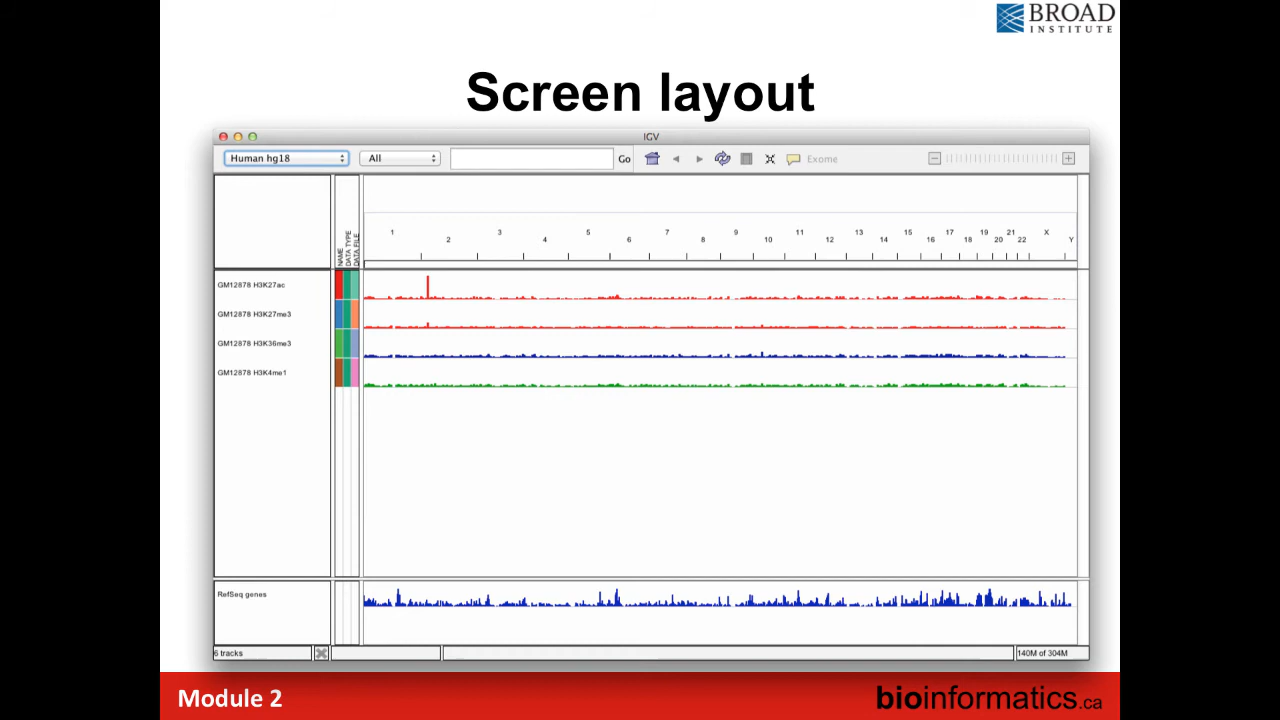 BROAD
INSTITUTE
Screen layout
IGV
Human hg18 All Go Exome
NAME
DATA TYPE
DATA FILE
1 2 3 4 5 6 7 8 9 10 11 12 13 14 15 16 17 18 19 20 21 22 X Y
GM12878 H3K27ac
GM12878 H3K27me3
GM12878 H3K36me3
GM12878 H3K4me1
RefSeq genes
6 tracks 140M of 304M
Module 2 bioinformatics.ca